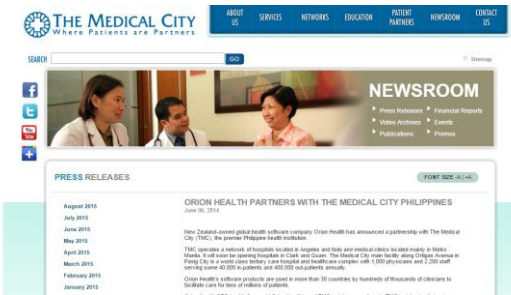 THE MEDICAL CITY
Where Patients are Partners
ABOUT US
SERVICES
NETWORKS
EDUCATION
PATIENT PARTNERS
NEWSROOM
CONTACT US
SEARCH
GO
Sitemap
NEWSROOM
Press Releases
Financial Reports
Video Archives
Events
Publications
Promos
PRESS RELEASES
FONT SIZE -A | +A
August 2015
July 2015
June 2015
May 2015
April 2015
March 2015
February 2015
January 2015
ORION HEALTH PARTNERS WITH THE MEDICAL CITY PHILIPPINES
June 06, 2014
New Zealand-owned global health software company Orion Health has announced a partnership with The Medical
City (TMC), the premier Philippine health institution.
TMC operates a network of hospitals located in Angeles and Iloilo and medical clinics located mainly in Metro
Manila. It will soon be opening hospitals in Clark and Guam. The Medical City main facility along Ortigas Avenue in
Pasig City is a world class tertiary care hospital and healthcare complex with 1,000 physicians and 2,200 staff
serving some 40,000 in-patients and 400,000 out-patients annually.
Orion Health's software products are used in more than 30 countries by hundreds of thousands of clinicians to
facilitate care for tens of millions of patients.